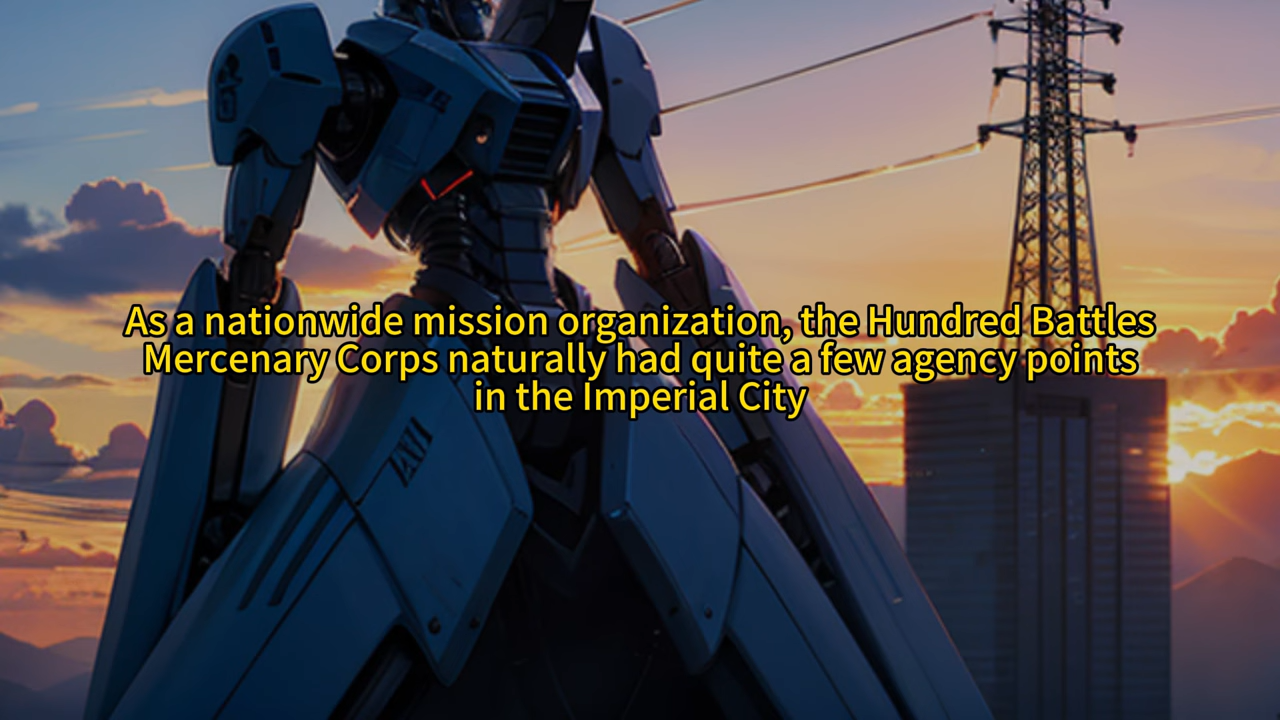 As a nationwide mission organization, the Hundred Battles
Mercenary Corps naturally had quite a few agency points
in the Imperial City